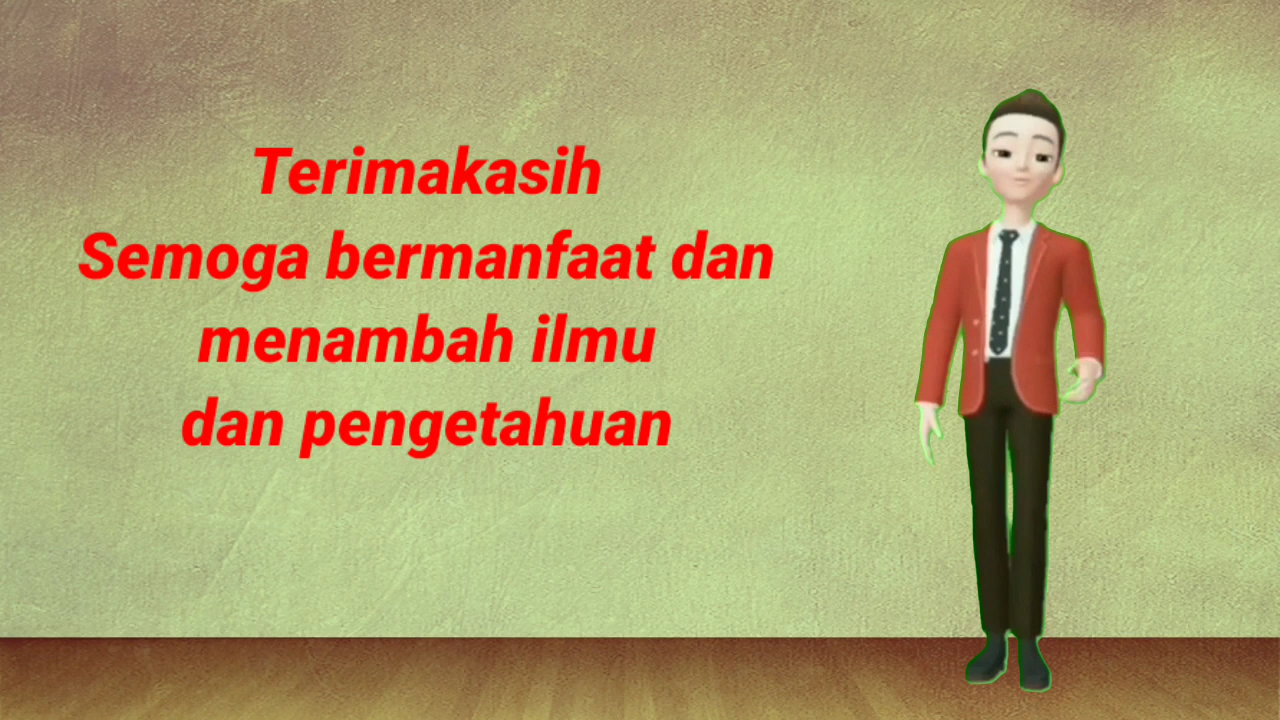 Terimakasih
Semoga bermanfaat dan
menambah ilmu
dan pengetahuan